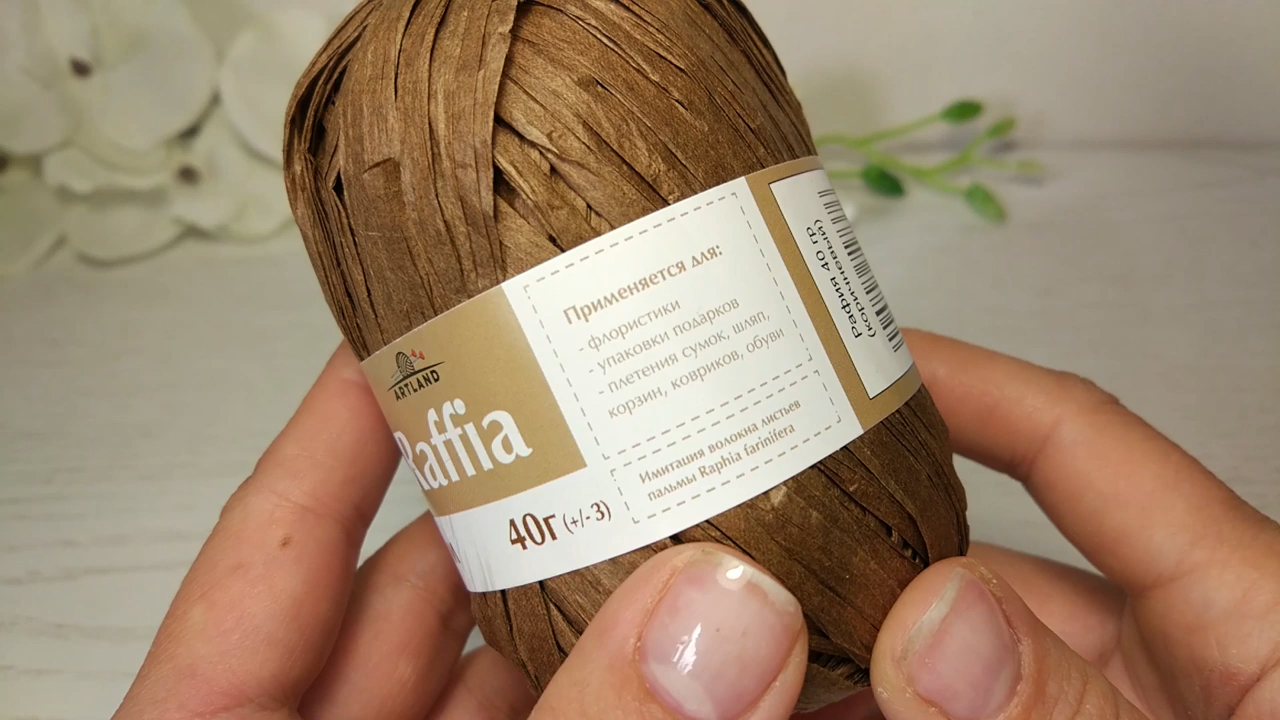 ARTLAND
Raffia
40г (+/-3)
Применяется для:
- флористики
- упаковки подарков
- плетения сумок, шляп,
корзин, ковриков, обуви
Имитация волокна листьев
пальмы Raphia farinifera
Рафия 40 гр
(коричневый)